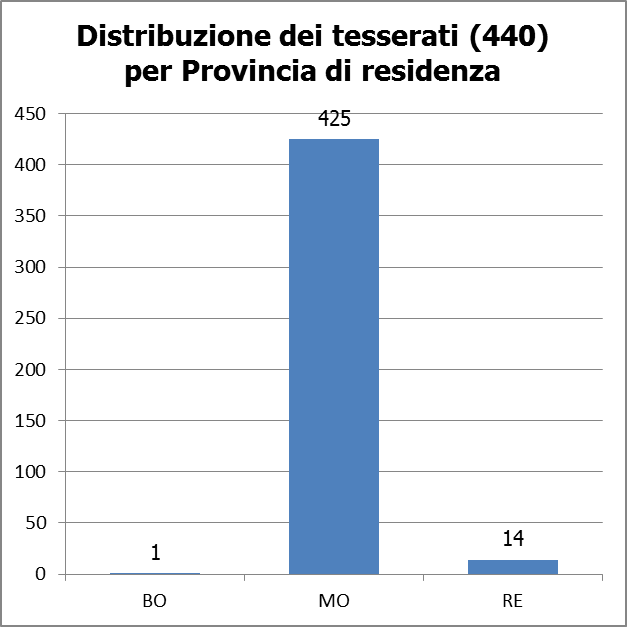 Distribuzione dei tesserati (440)
per Provincia di residenza
450
400
350
300
250
200
150
100
50
0
1
425
14
BO
MO
RE